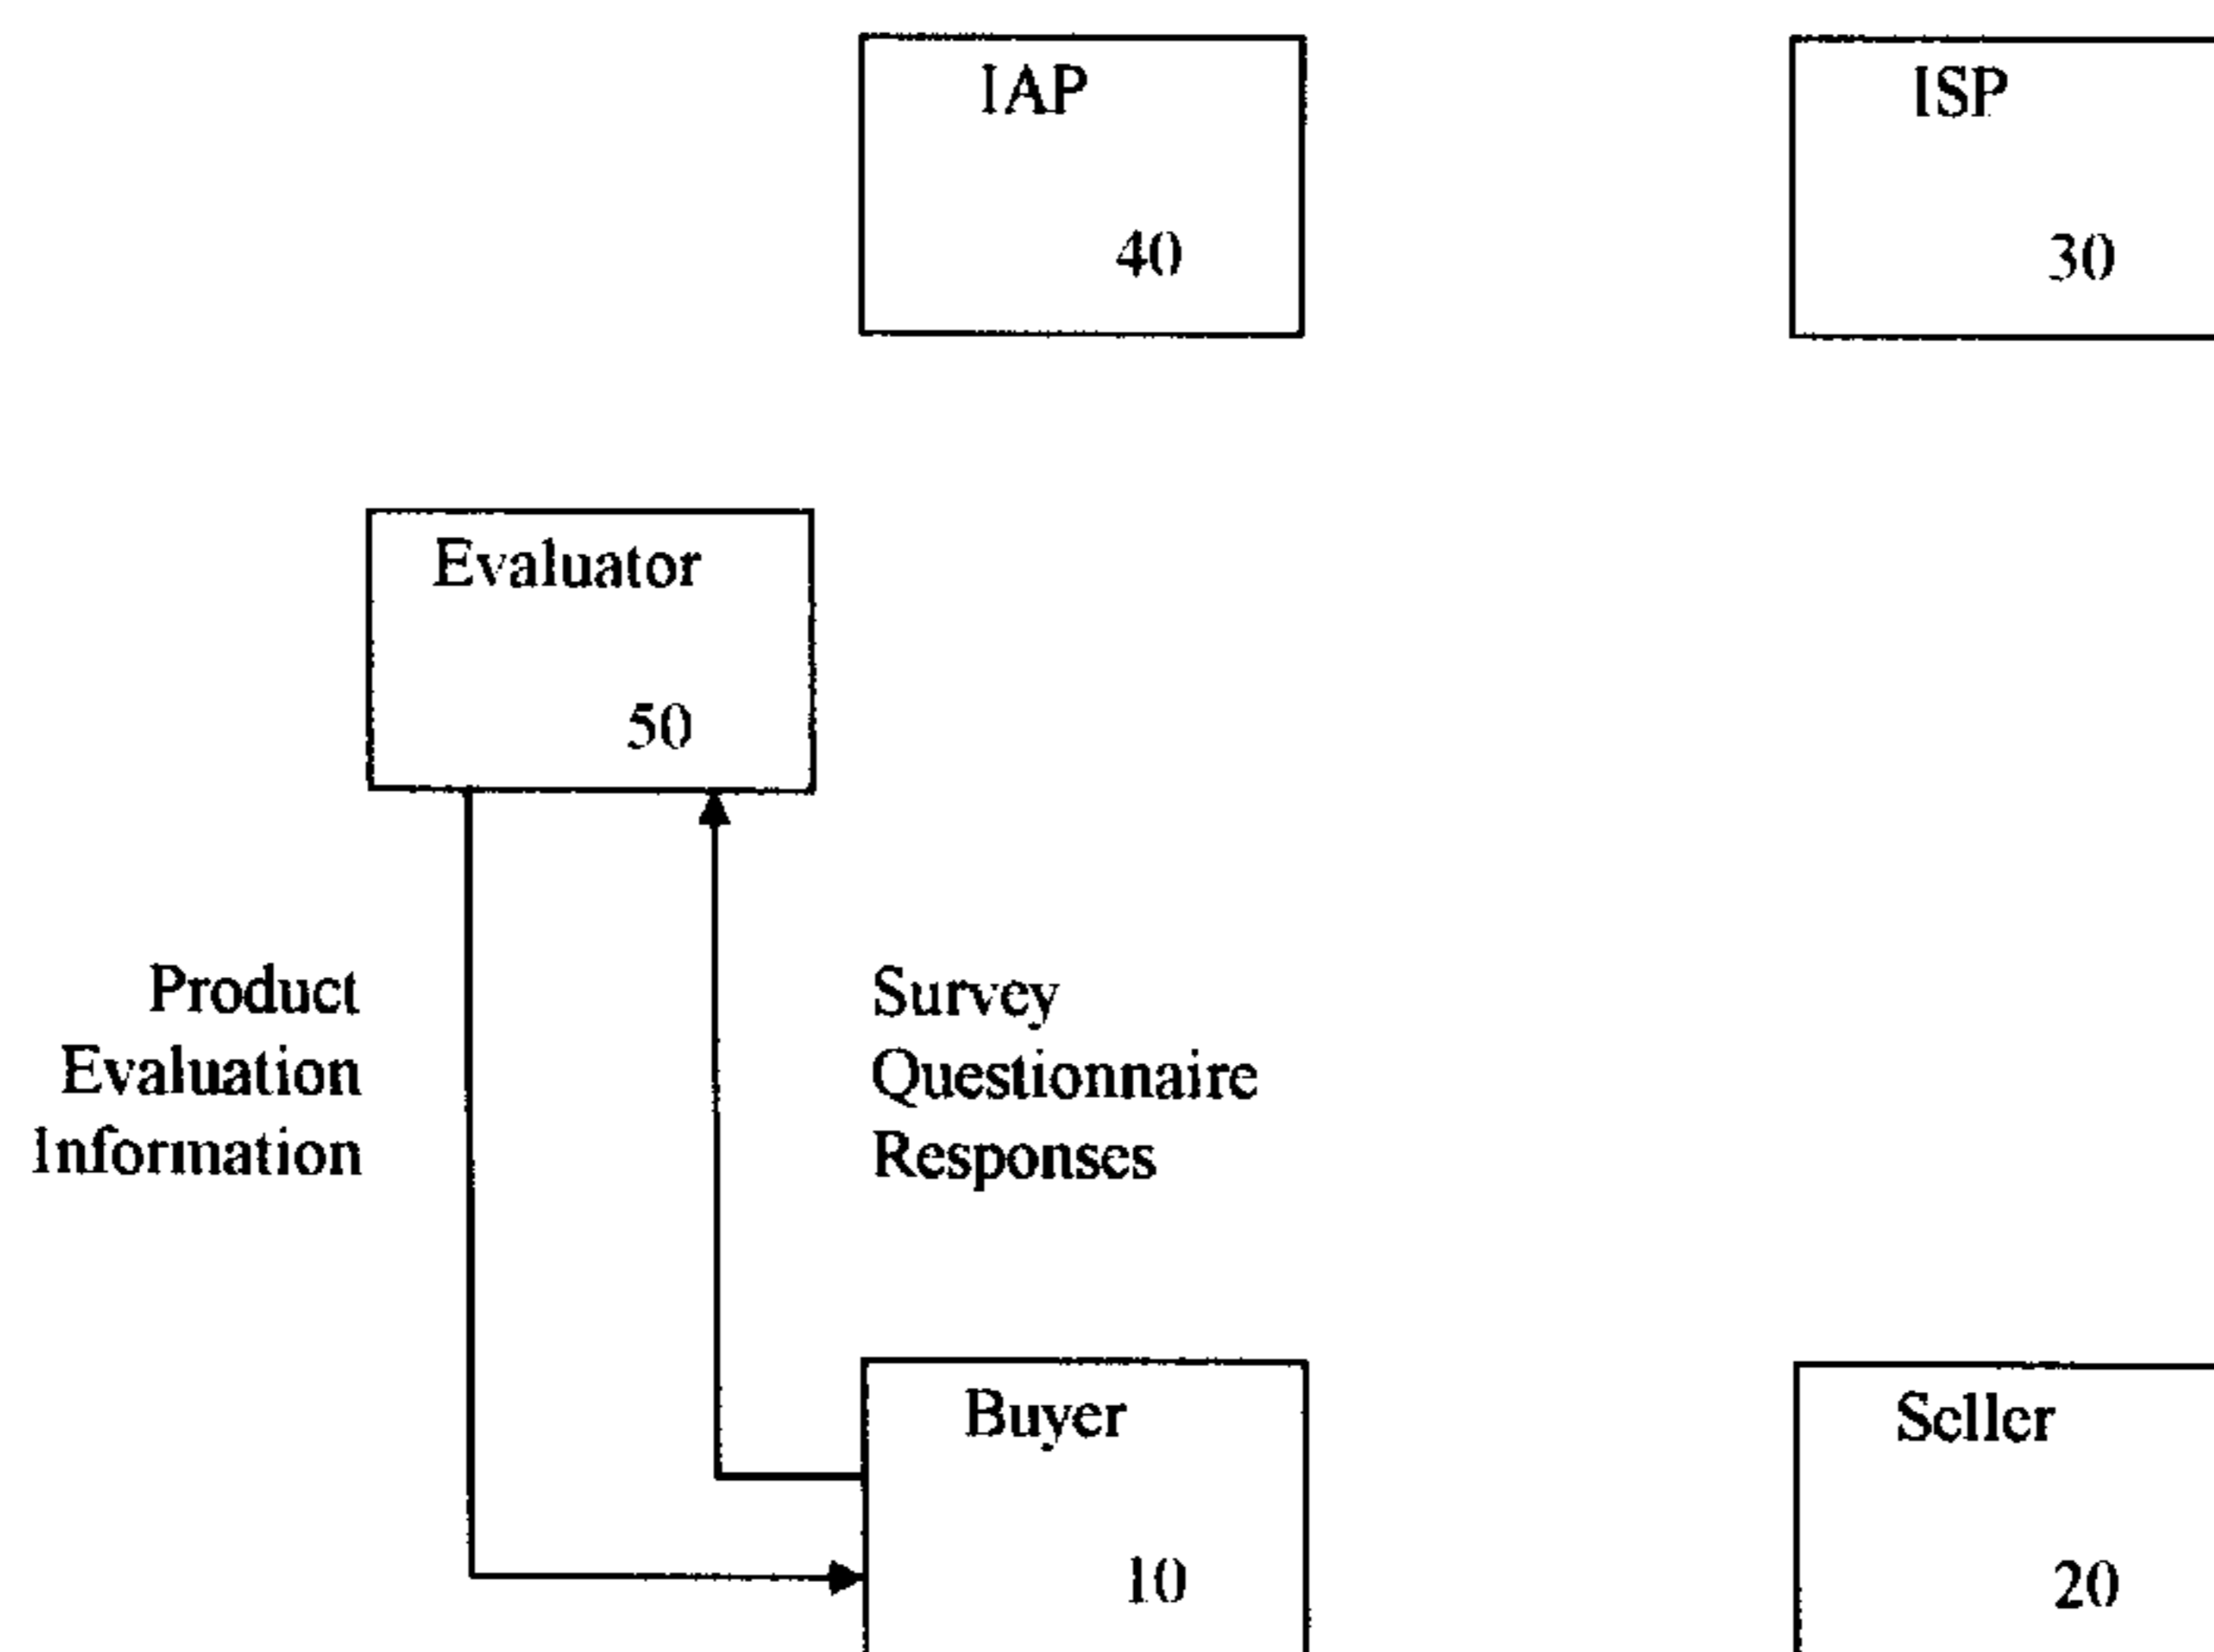 IAP
ISP
40
30
Evaluator
50
Product
Evaluation
Information
Survey
Questionnaire
Responses
Buyer
Seller
10
20